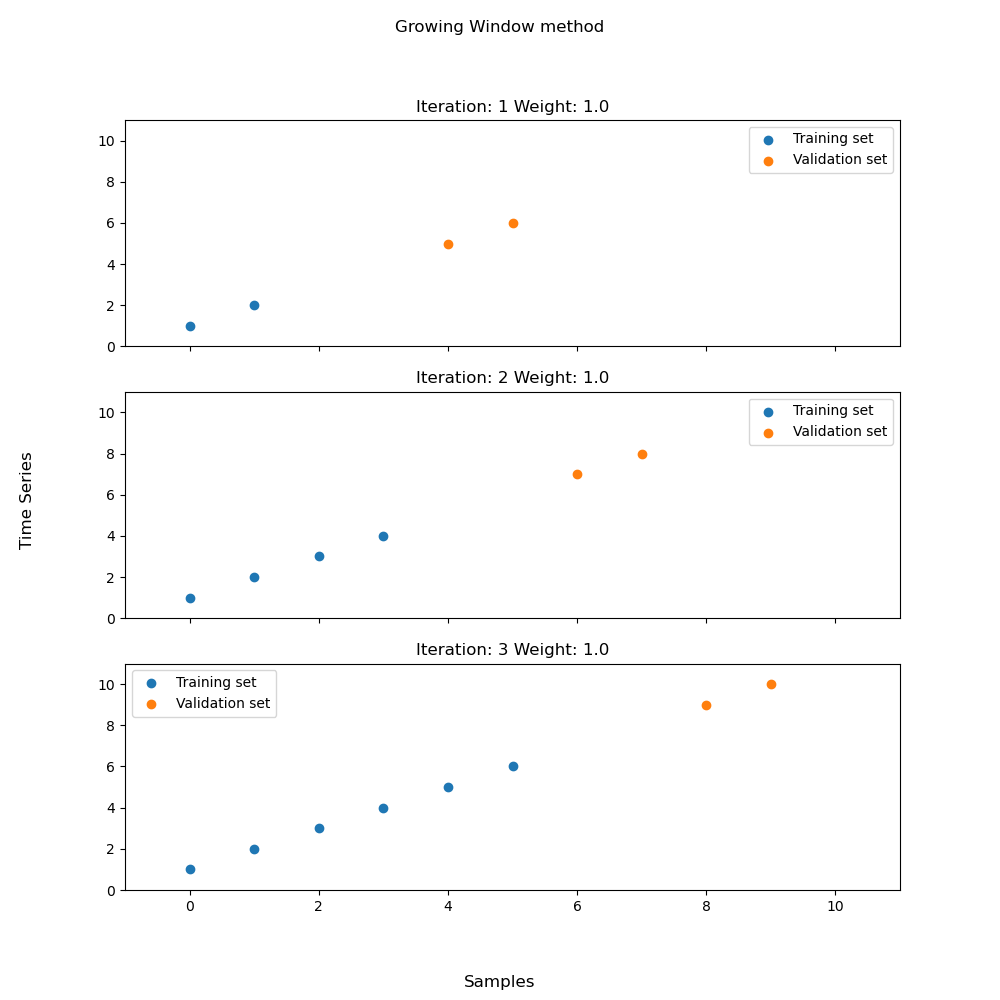 Growing Window method
Iteration: 1 Weight: 1.0
10
8
6
4
2
0
Training set
Validation set
Iteration: 2 Weight: 1.0
10
8
6
4
2
0
Training set
Validation set
Time Series
Iteration: 3 Weight: 1.0
10
8
6
4
2
0
Training set
Validation set
0 2 4 6 8 10
Samples